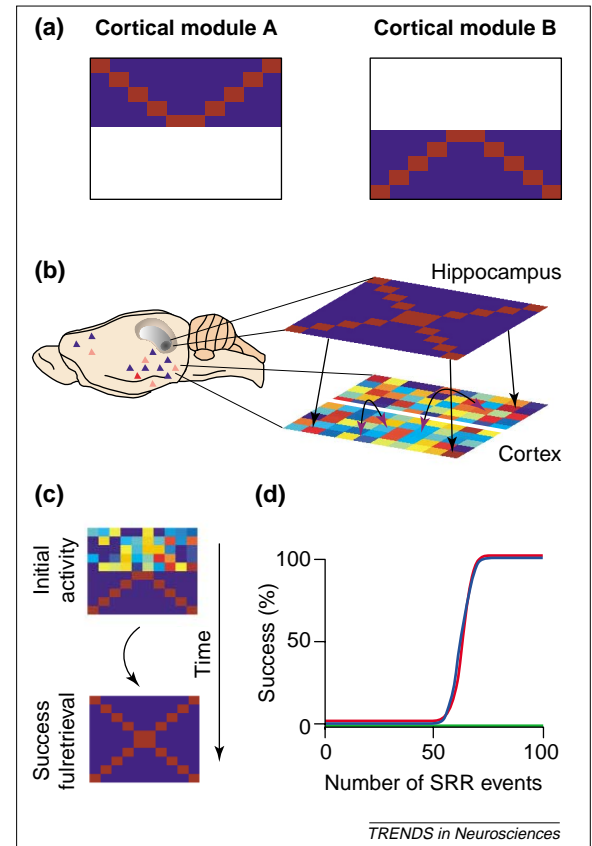 (a) Cortical module A Cortical module B
(b)
Hippocampus
Cortex
(c)
Initial
activity
Success
fulretrieval
Time
(d)
Success (%)
100
50
0
0 50 100
Number of SRR events
TRENDS in Neurosciences